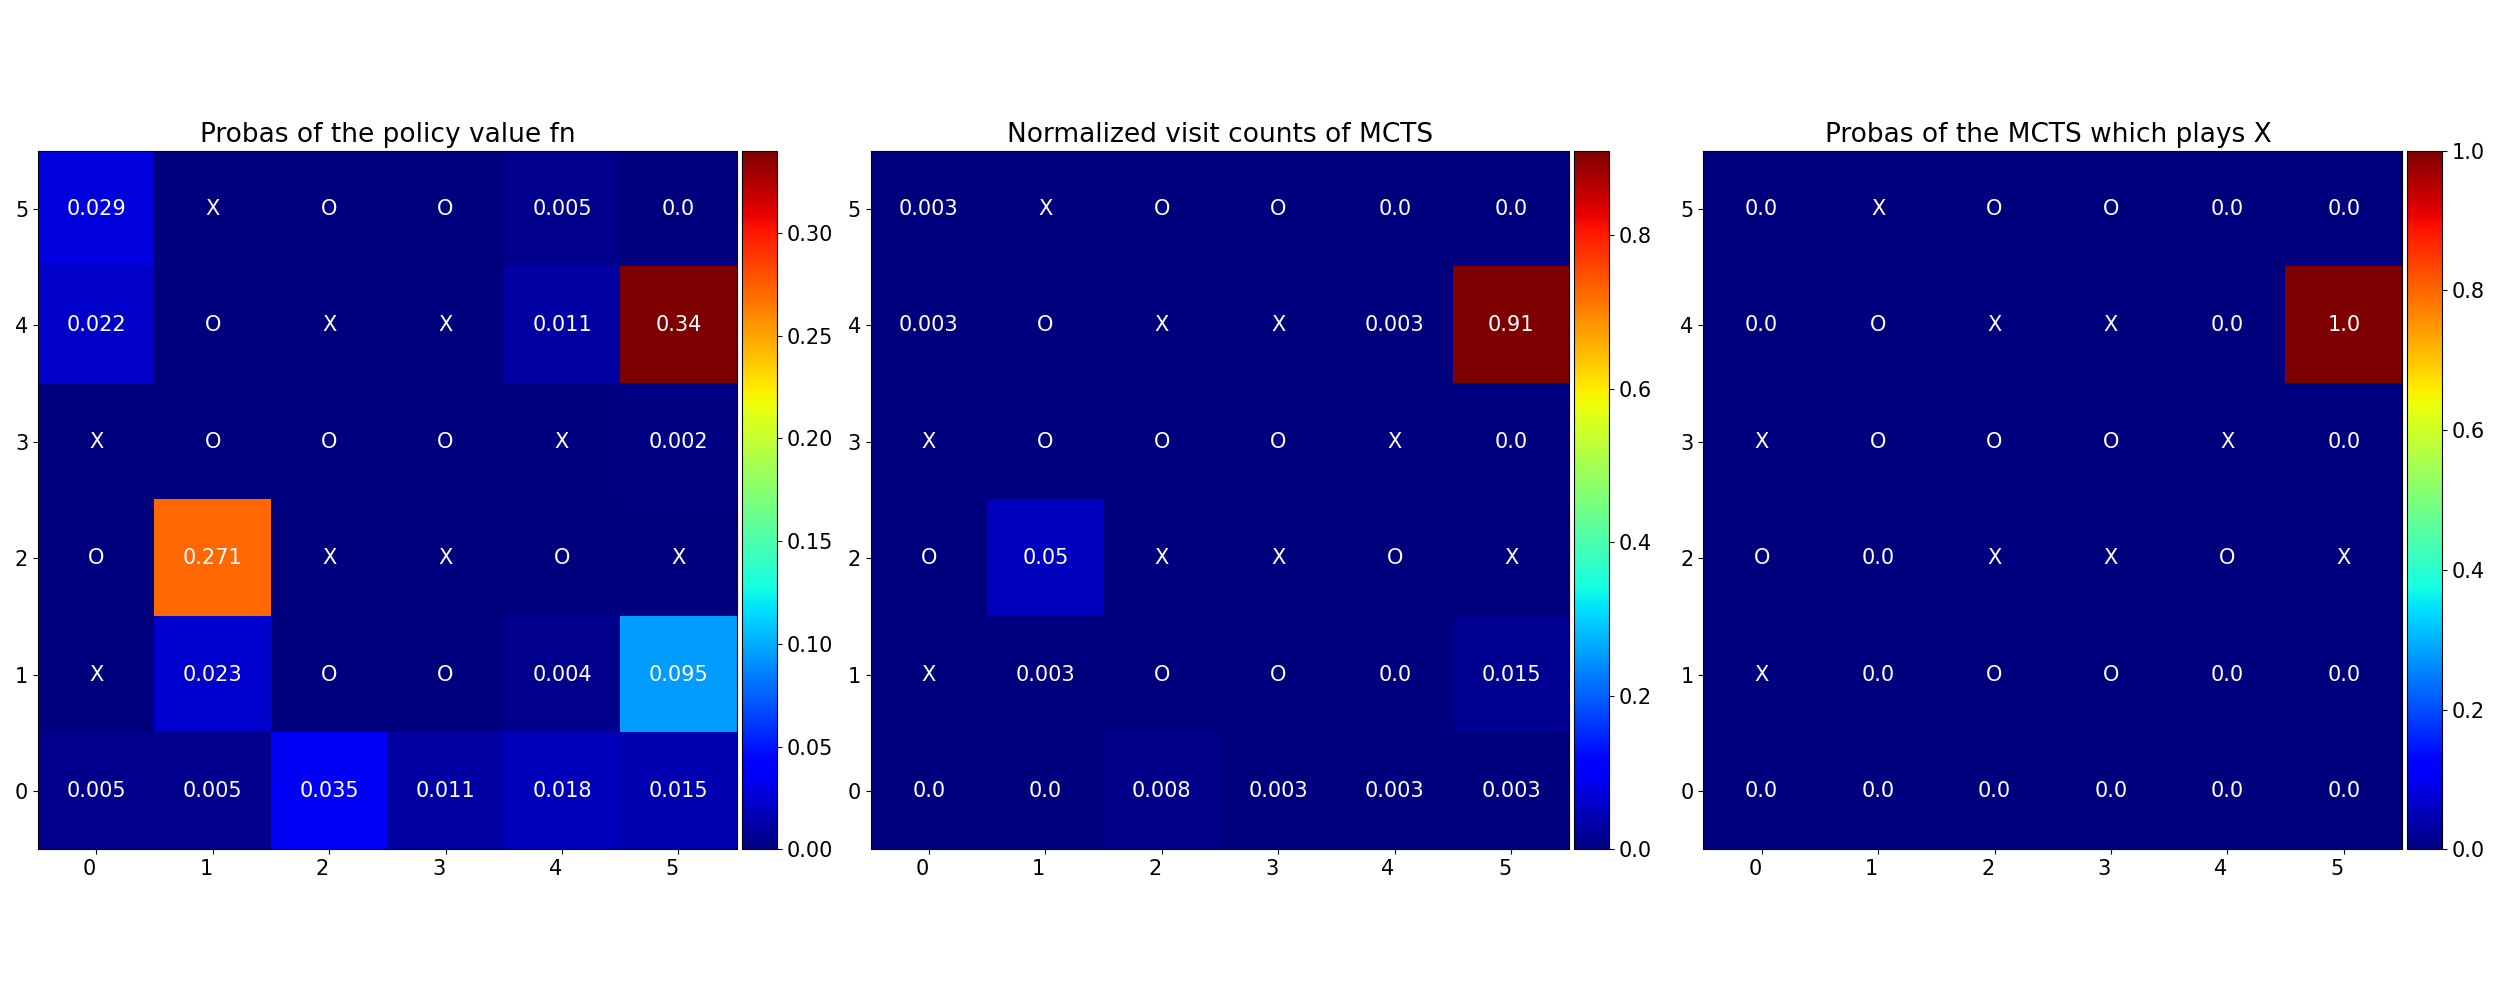 Probas of the policy value fn
5 0.029 X O O 0.005 0.0
4 0.022 O X X 0.011 0.34
3 X O O O X 0.002
2 O 0.271 X X O X
1 X 0.023 O O 0.004 0.095
0 0.005 0.005 0.035 0.011 0.018 0.015
0 1 2 3 4 5
0.30
0.25
0.20
0.15
0.10
0.05
0.00
Normalized visit counts of MCTS
5 0.003 X O O 0.0 0.0
4 0.003 O X X 0.003 0.91
3 X O O O X 0.0
2 O 0.05 X X O X
1 X 0.003 O O 0.0 0.015
0 0.0 0.0 0.008 0.003 0.003 0.003
0 1 2 3 4 5
0.8
0.6
0.4
0.2
0.0
Probas of the MCTS which plays X
5 0.0 X O O 0.0 0.0
4 0.0 O X X 0.0 1.0
3 X O O O X 0.0
2 O 0.0 X X O X
1 X 0.0 O O 0.0 0.0
0 0.0 0.0 0.0 0.0 0.0 0.0
0 1 2 3 4 5
1.0
0.8
0.6
0.4
0.2
0.0